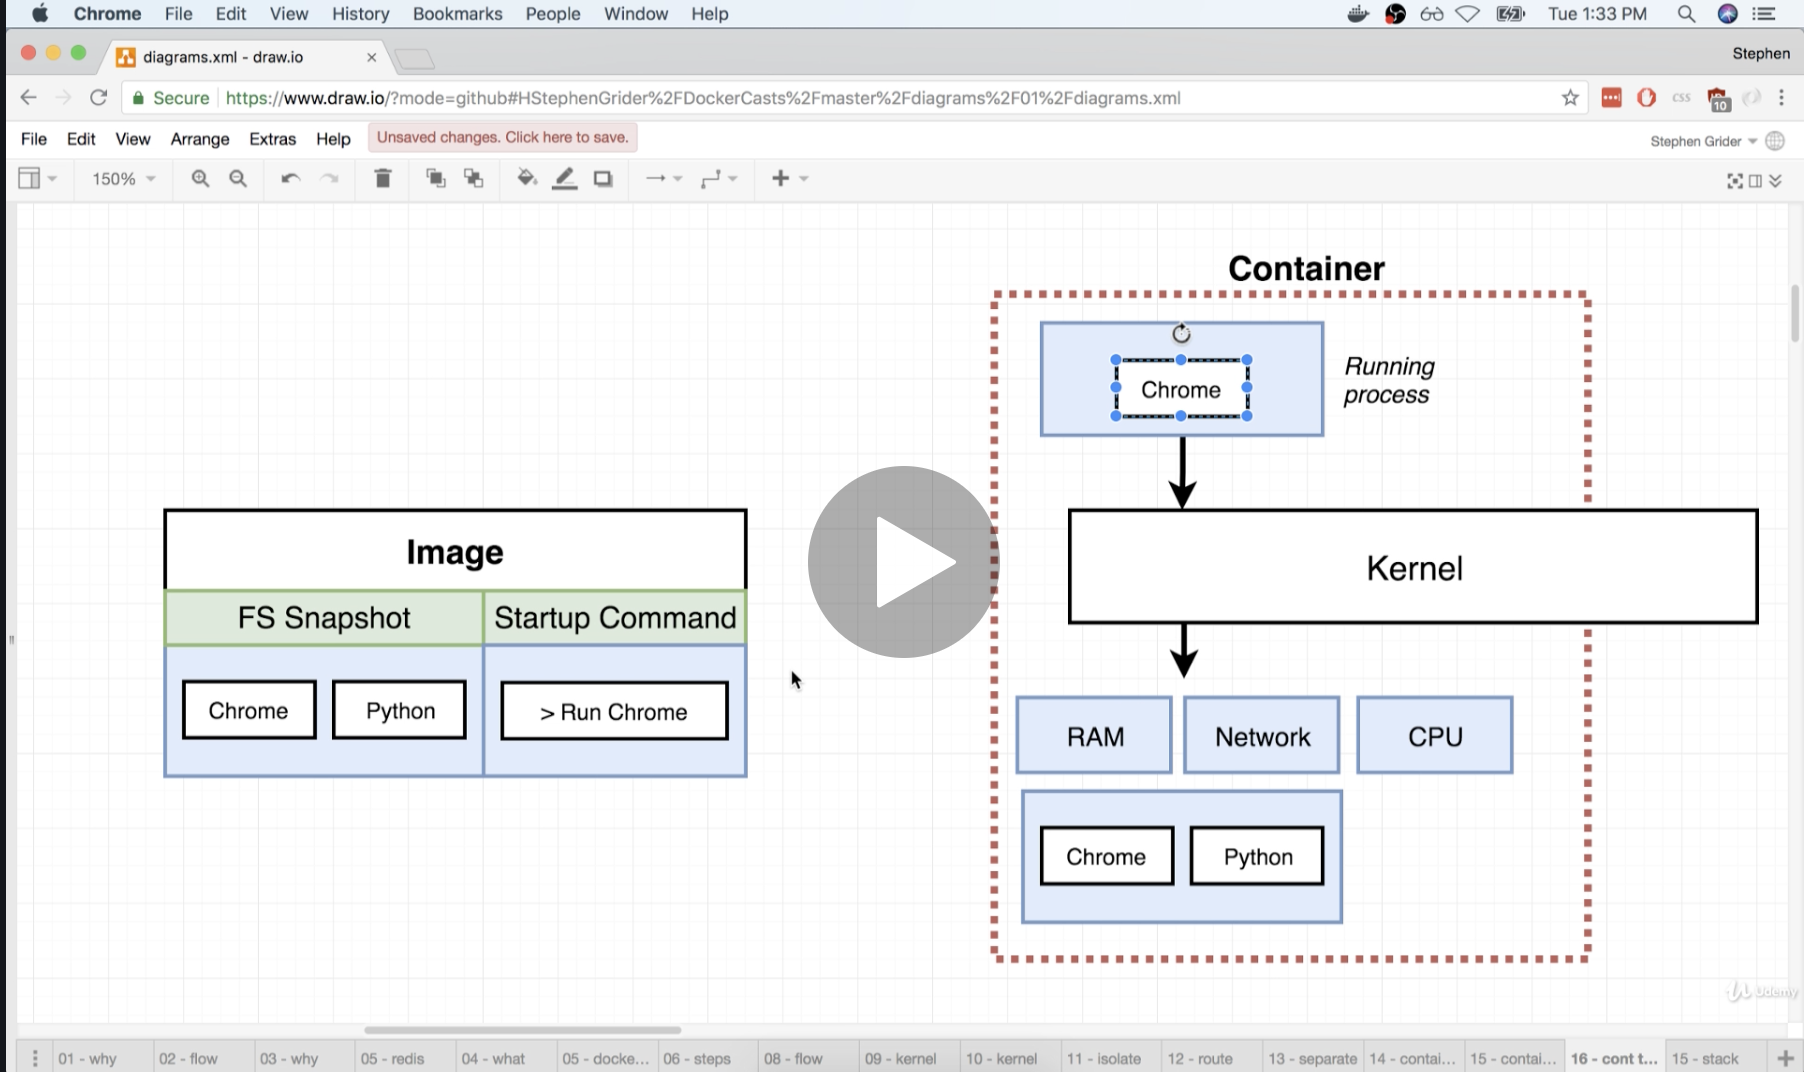 Chrome File Edit View History Bookmarks People Window Help Tue 1:33 PM
diagrams.xml - draw.io Stephen
Secure https://www.draw.io/?mode=github#HStephenGrider%2FDockerCasts%2Fmaster%2Fdiagrams%2F01%2Fdiagrams.xml css 10
File Edit View Arrange Extras Help Unsaved changes. Click here to save. Stephen Grider
150%
Container
Chrome
Running
process
Image
Kernel
FS Snapshot Startup Command
Chrome Python > Run Chrome
RAM Network CPU
Chrome Python
Udemy
01 - why 02 - flow 03 - why 05 - redis 04 - what 05 - docke... 06 - steps 08 - flow 09 - kernel 10 - kernel 11 - isolate 12 - route 13 - separate 14 - contai... 15 - contai... 16 - cont t... 15 - stack